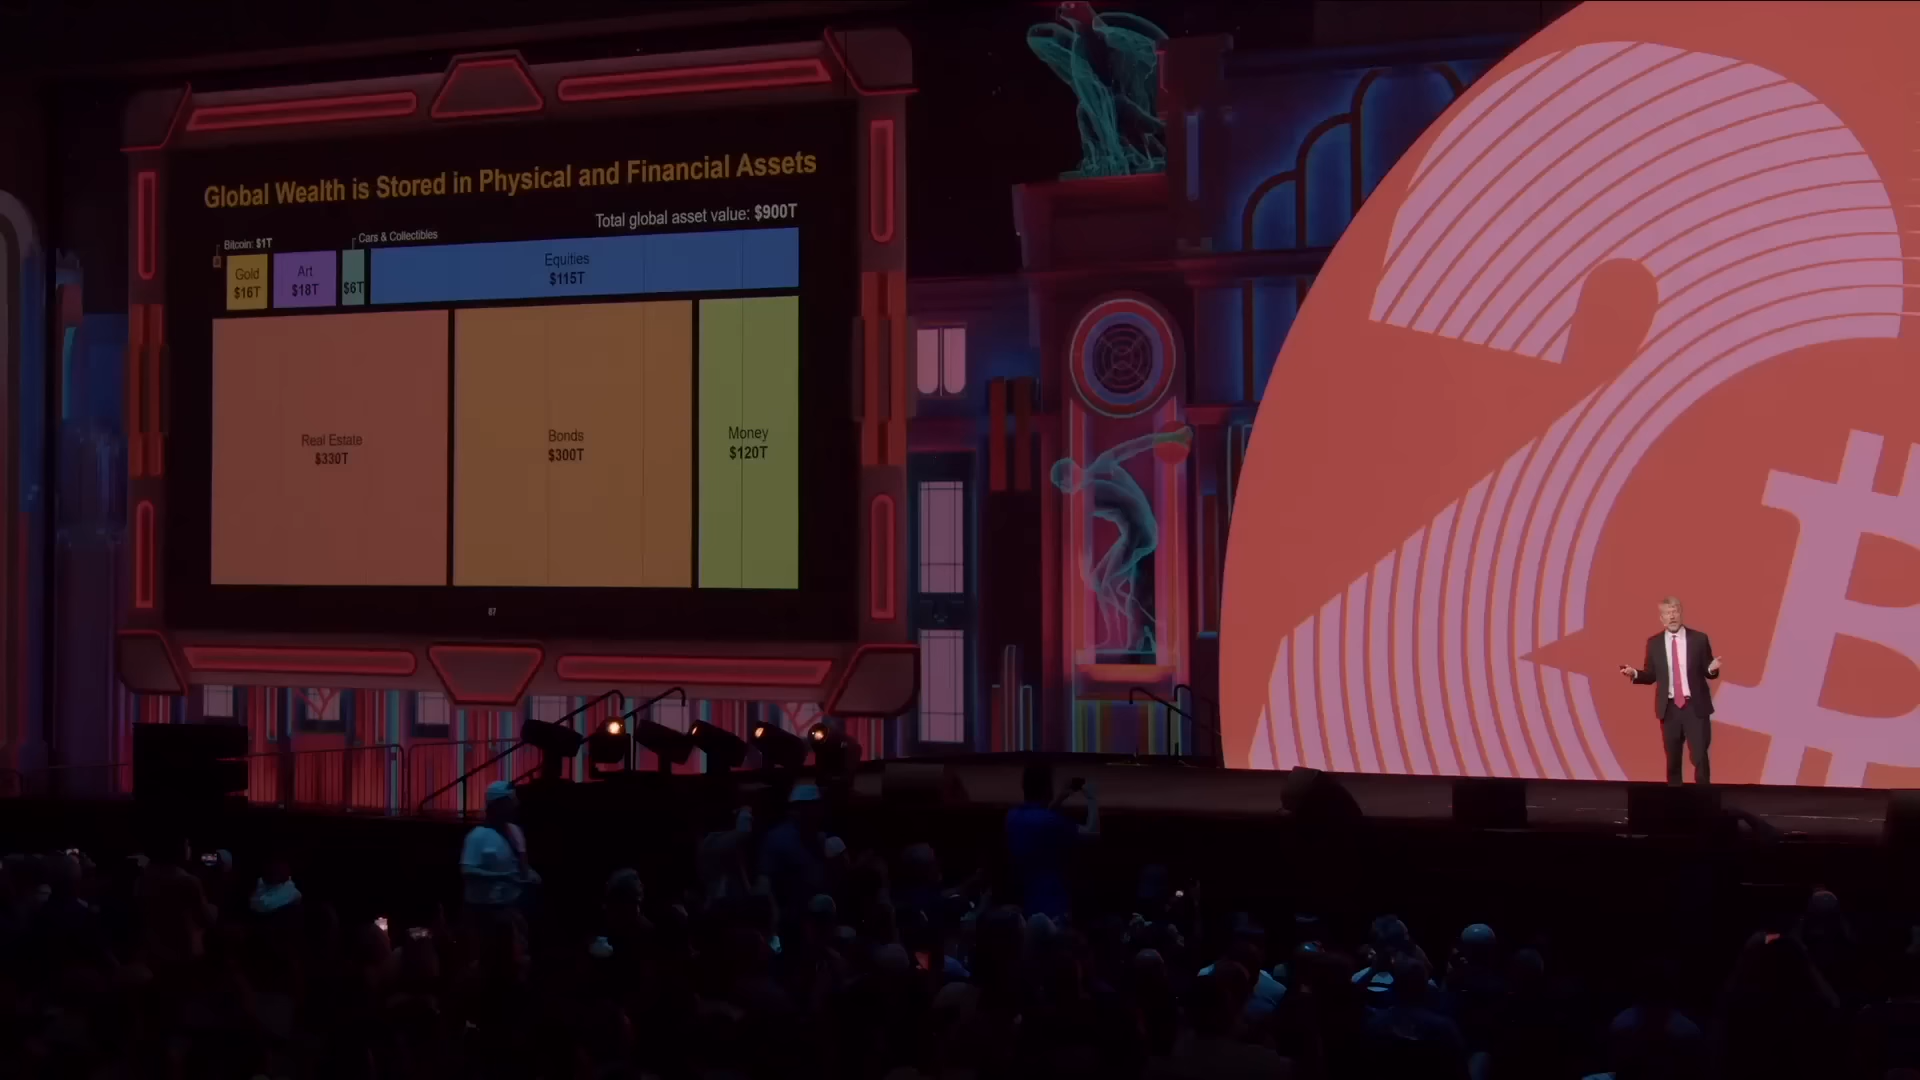 Global Wealth is Stored in Physical and Financial Assets
Total global asset value: $900T
Bitcoin: $1T
Cars & Collectibles
Gold
$16T
Art
$18T
$6T
Equities
$115T
Real Estate
$330T
Bonds
$300T
Money
$120T
87